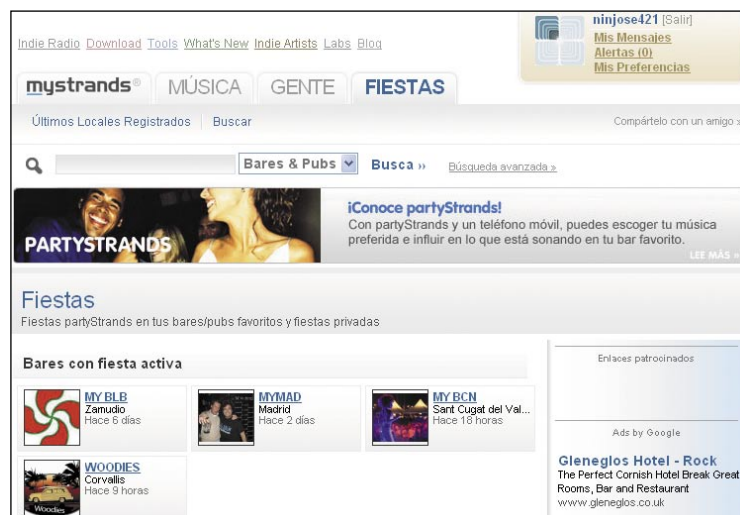 ninjose421 [Salir]
Mis Mensajes
Alertas (0)
Mis Preferencias
Indie Radio Download Tools What's New Indie Artists Labs Blog
mystrands® MÚSICA GENTE FIESTAS
Últimos Locales Registrados Buscar Compártelo con un amigo »
Bares & Pubs Busca ›› Búsqueda avanzada »
PARTYSTRANDS
¡Conoce partyStrands!
Con partyStrands y un teléfono móvil, puedes escoger tu música
preferida e influir en lo que está sonando en tu bar favorito.
LEE MÁS »
Fiestas
Fiestas partyStrands en tus bares/pubs favoritos y fiestas privadas
Bares con fiesta activa
MY BLB
Zamudio
Hace 6 días
MYMAD
Madrid
Hace 2 días
MY BCN
Sant Cugat del Val...
Hace 18 horas
Woodies
WOODIES
Corvallis
Hace 9 horas
Enlaces patrocinados
Ads by Google
Gleneglos Hotel - Rock
The Perfect Cornish Hotel Break Great
Rooms, Bar and Restaurant
www.gleneglos.co.uk